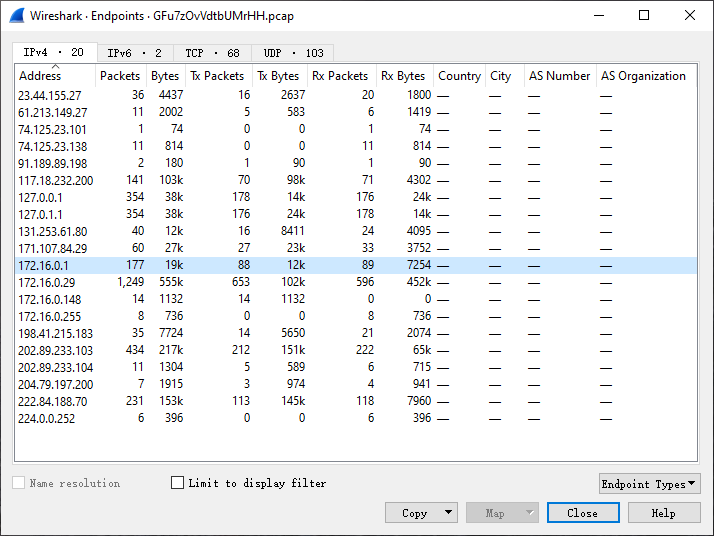 Wireshark · Endpoints · GFu7zOvVdtbUMrHH.pcap
IPv4 · 20 IPv6 · 2 TCP · 68 UDP · 103
Address Packets Bytes Tx Packets Tx Bytes Rx Packets Rx Bytes Country City AS Number AS Organization
23.44.155.27 36 4437 16 2637 20 1800 — — — —
61.213.149.27 11 2002 5 583 6 1419 — — — —
74.125.23.101 1 74 0 0 1 74 — — — —
74.125.23.138 11 814 0 0 11 814 — — — —
91.189.89.198 2 180 1 90 1 90 — — — —
117.18.232.200 141 103k 70 98k 71 4302 — — — —
127.0.0.1 354 38k 178 14k 176 24k — — — —
127.0.1.1 354 38k 176 24k 178 14k — — — —
131.253.61.80 40 12k 16 8411 24 4095 — — — —
171.107.84.29 60 27k 27 23k 33 3752 — — — —
172.16.0.1 177 19k 88 12k 89 7254 — — — —
172.16.0.29 1,249 555k 653 102k 596 452k — — — —
172.16.0.148 14 1132 14 1132 0 0 — — — —
172.16.0.255 8 736 0 0 8 736 — — — —
198.41.215.183 35 7724 14 5650 21 2074 — — — —
202.89.233.103 434 217k 212 151k 222 65k — — — —
202.89.233.104 11 1304 5 589 6 715 — — — —
204.79.197.200 7 1915 3 974 4 941 — — — —
222.84.188.70 231 153k 113 145k 118 7960 — — — —
224.0.0.252 6 396 0 0 6 396 — — — —
Name resolution Limit to display filter Endpoint Types
Copy Map Close Help